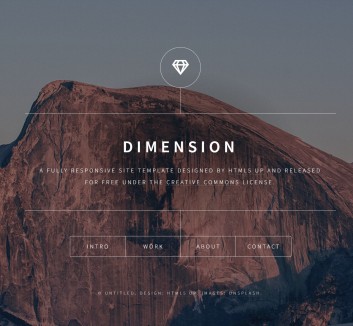 DIMENSION
A FULLY RESPONSIVE SITE TEMPLATE DESIGNED BY HTML5 UP AND RELEASED
FOR FREE UNDER THE CREATIVE COMMONS LICENSE.
INTRO
WORK
ABOUT
CONTACT
© UNTITLED. DESIGN: HTML5 UP. IMAGES: UNSPLASH.